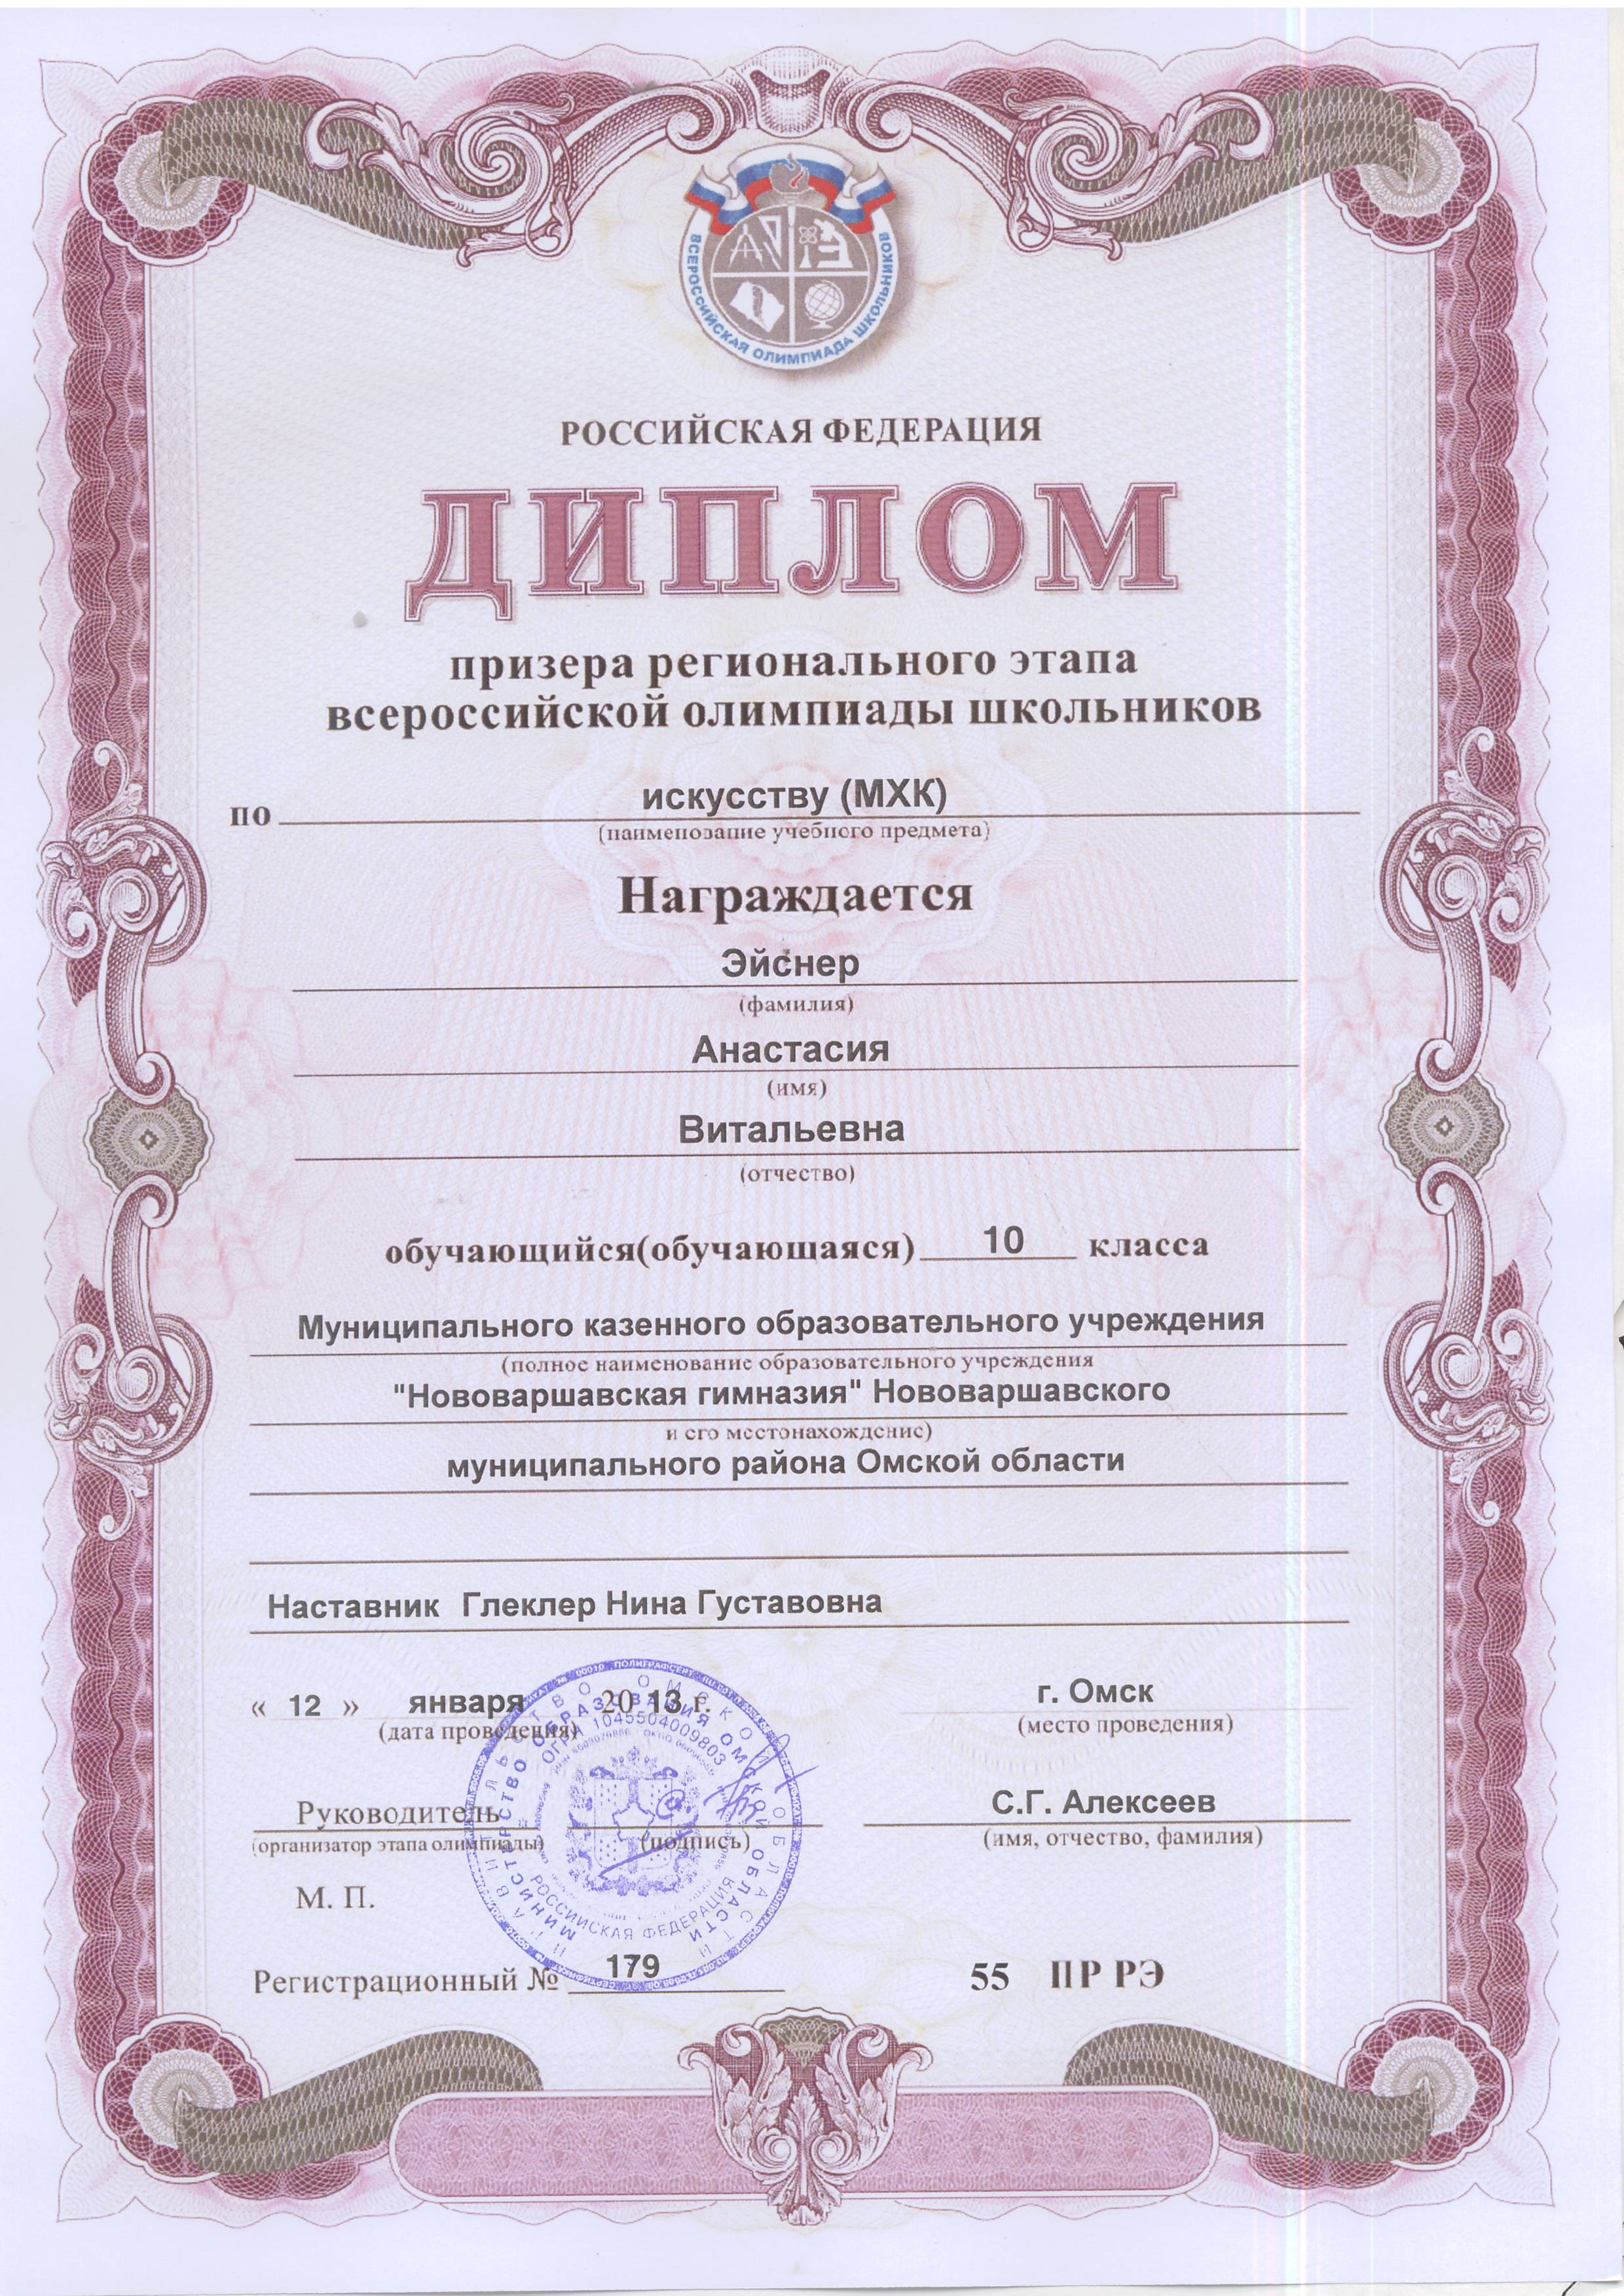 ВСЕРОССИЙСКАЯ ОЛИМПИАДА ШКОЛЬНИКОВ
РОССИЙСКАЯ ФЕДЕРАЦИЯ
ДИПЛОМ
призера регионального этапа
всероссийской олимпиады школьников
по искусству (МХК)
(наименование учебного предмета)
Награждается
Эйснер
(фамилия)
Анастасия
(имя)
Витальевна
(отчество)
обучающийся(обучающаяся) 10 класса
Муниципального казенного образовательного учреждения
(полное наименование образовательного учреждения
"Нововаршавская гимназия" Нововаршавского
и его местонахождение)
муниципального района Омской области
Наставник Глеклер Нина Густавовна
« 12 » января 2013 г. г. Омск
(дата проведения) (место проведения)
Руководитель С.Г. Алексеев
(организатор этапа олимпиады) (подпись) (имя, отчество, фамилия)
М. П.
МИНИСТЕРСТВО ОБРАЗОВАНИЯ ОМСКОЙ ОБЛАСТИ
ОГРН 1045504009803
РОССИЙСКАЯ ФЕДЕРАЦИЯ
Регистрационный № 179 55 ПР РЭ